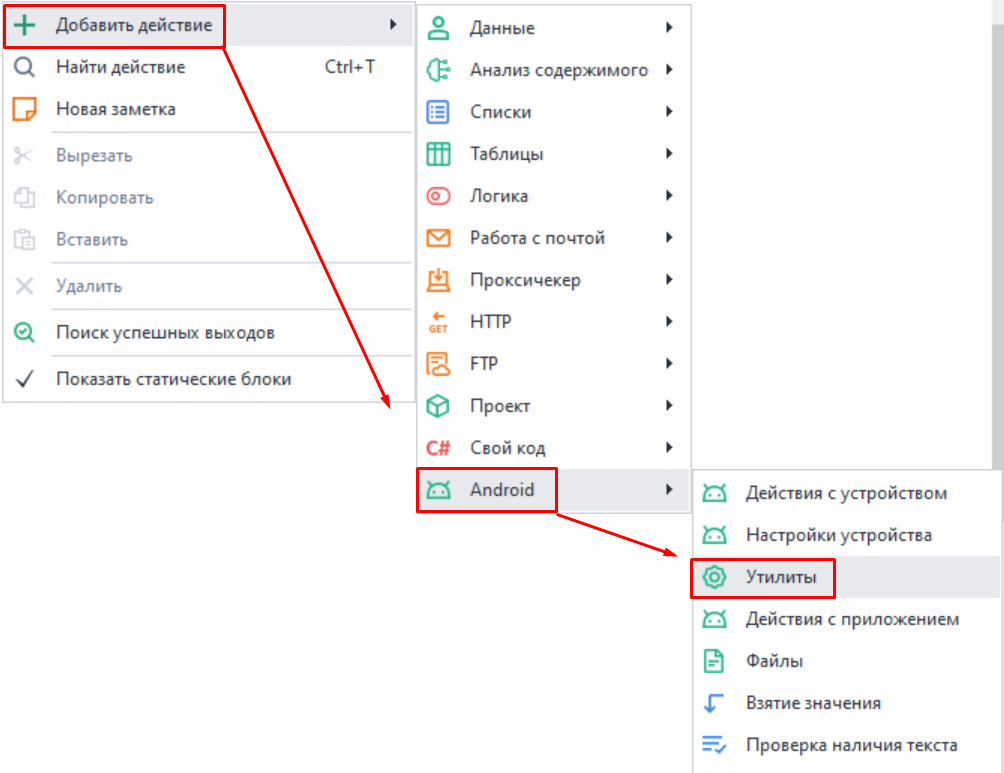 Добавить действие
Найти действие Ctrl+T
Новая заметка
Вырезать
Копировать
Вставить
Удалить
Поиск успешных выходов
Показать статические блоки
Данные
Анализ содержимого
Списки
Таблицы
Логика
Работа с почтой
Проксичекер
GET HTTP
FTP
Проект
C# Свой код
Android
Действия с устройством
Настройки устройства
Утилиты
Действия с приложением
Файлы
Взятие значения
Проверка наличия текста